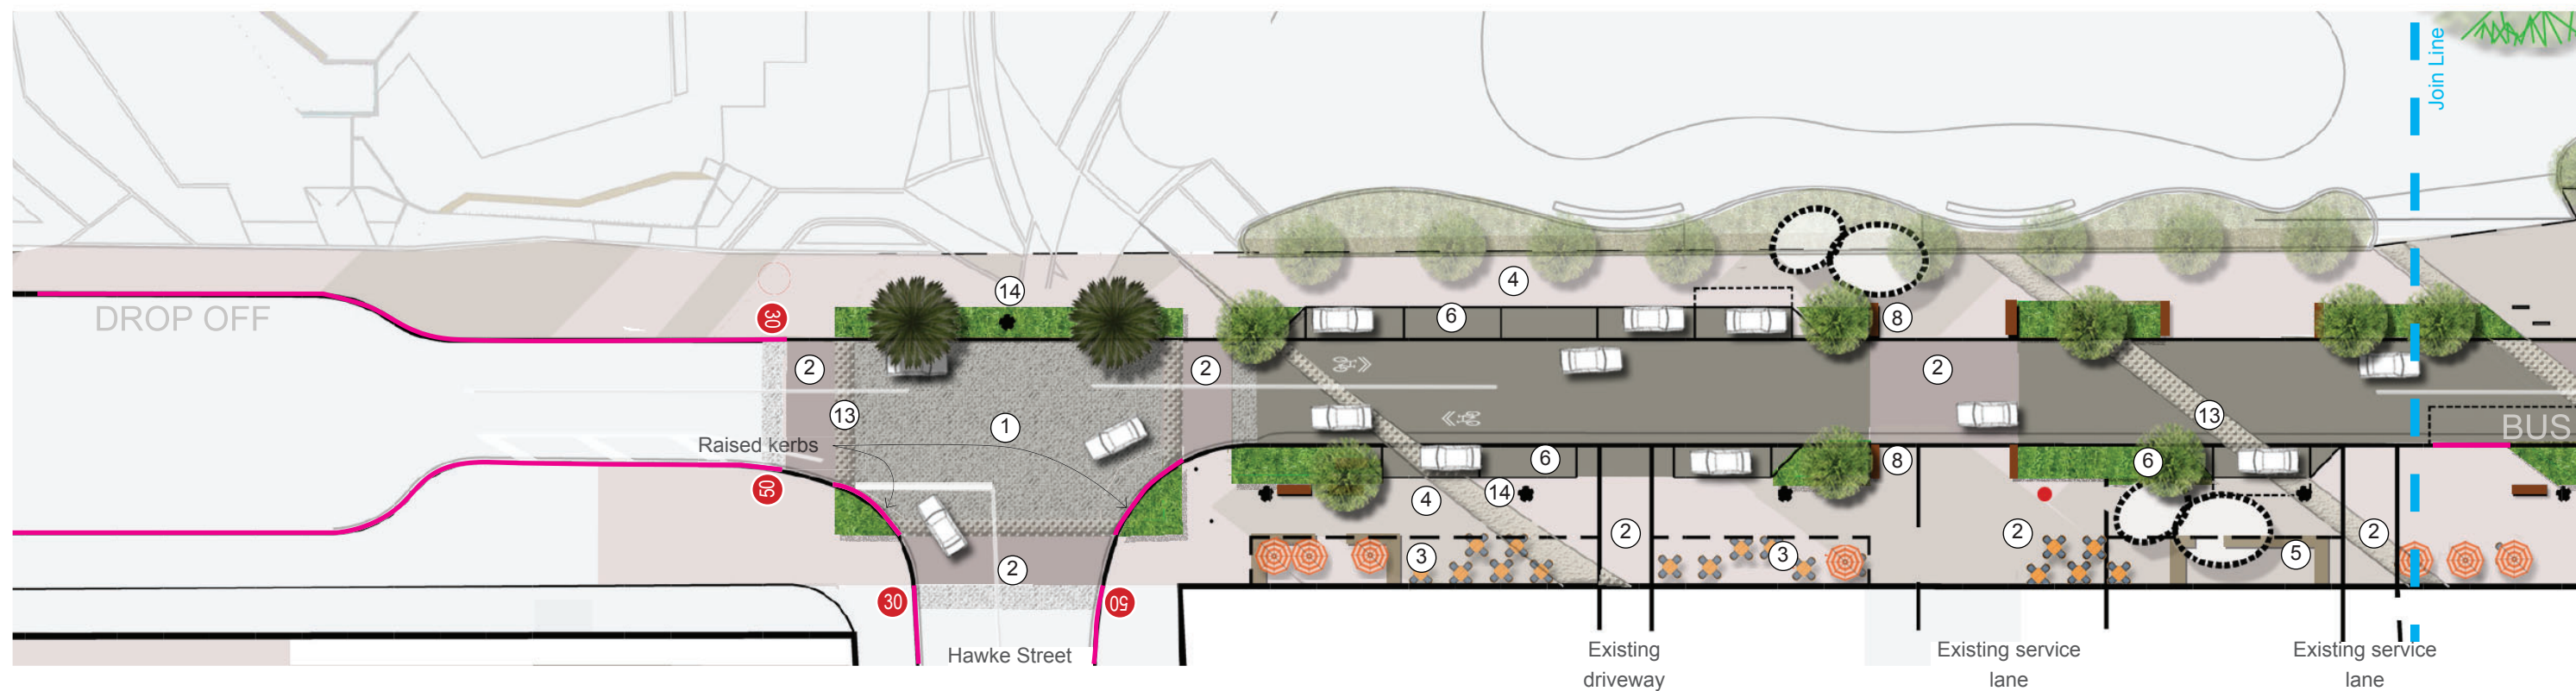 Join Line
DROP OFF
30
14
4
6
8
2
2
2
13
1
13
BUS
Raised kerbs
50
6
8
6
4
14
2
3
3
2
5
2
2
30
50
Hawke Street
Existing
driveway
Existing service
lane
Existing service
lane